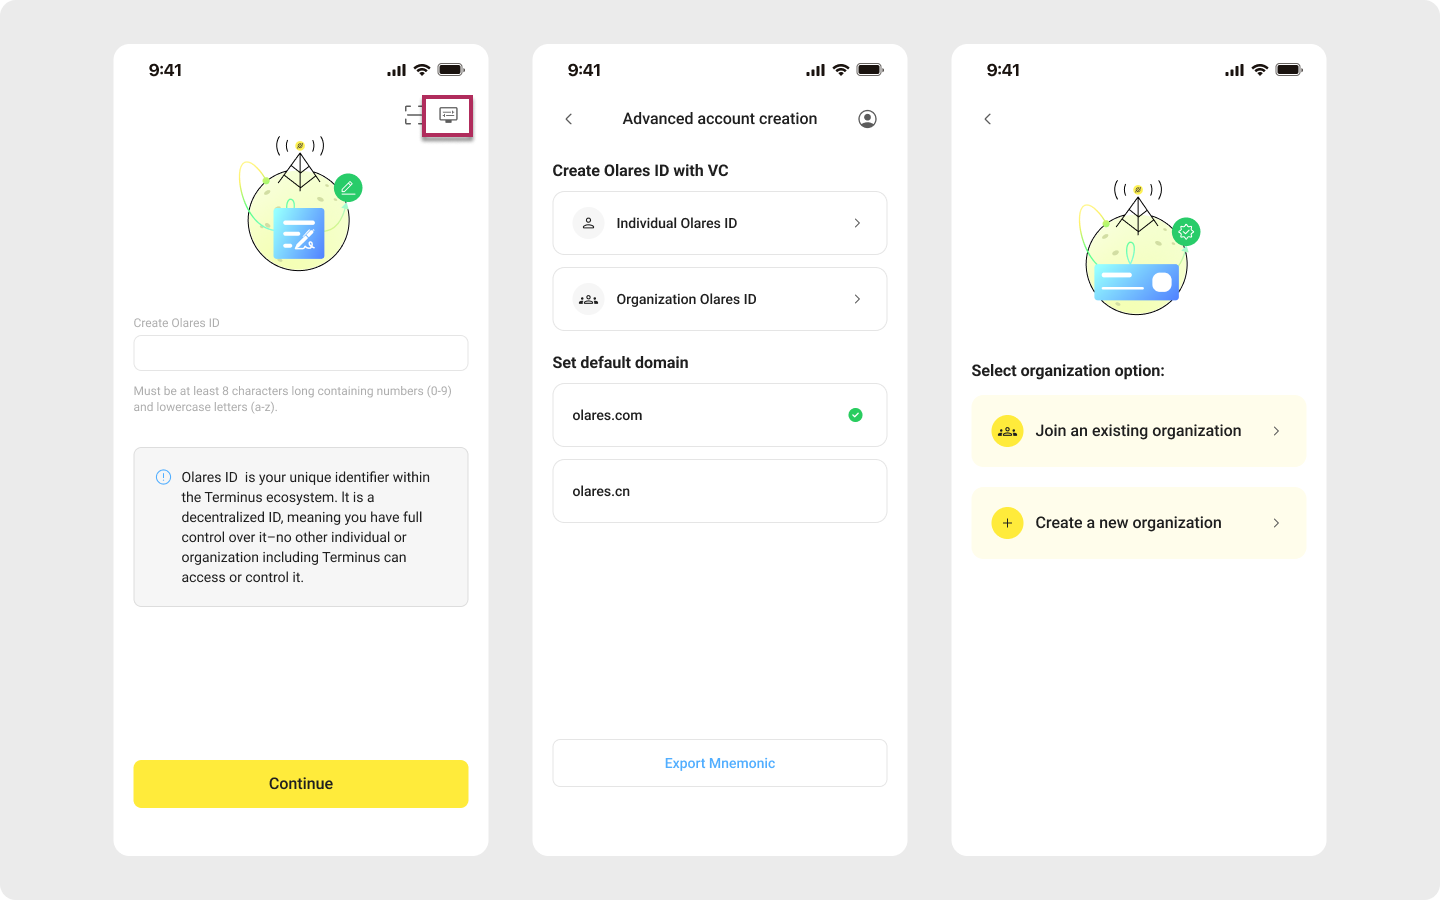 9:41
Create Olares ID
Must be at least 8 characters long containing numbers (0-9)
and lowercase letters (a-z).
Olares ID is your unique identifier within
the Terminus ecosystem. It is a
decentralized ID, meaning you have full
control over it–no other individual or
organization including Terminus can
access or control it.
Continue
9:41
Advanced account creation
Create Olares ID with VC
Individual Olares ID
Organization Olares ID
Set default domain
olares.com
olares.cn
Export Mnemonic
9:41
Select organization option:
Join an existing organization
Create a new organization